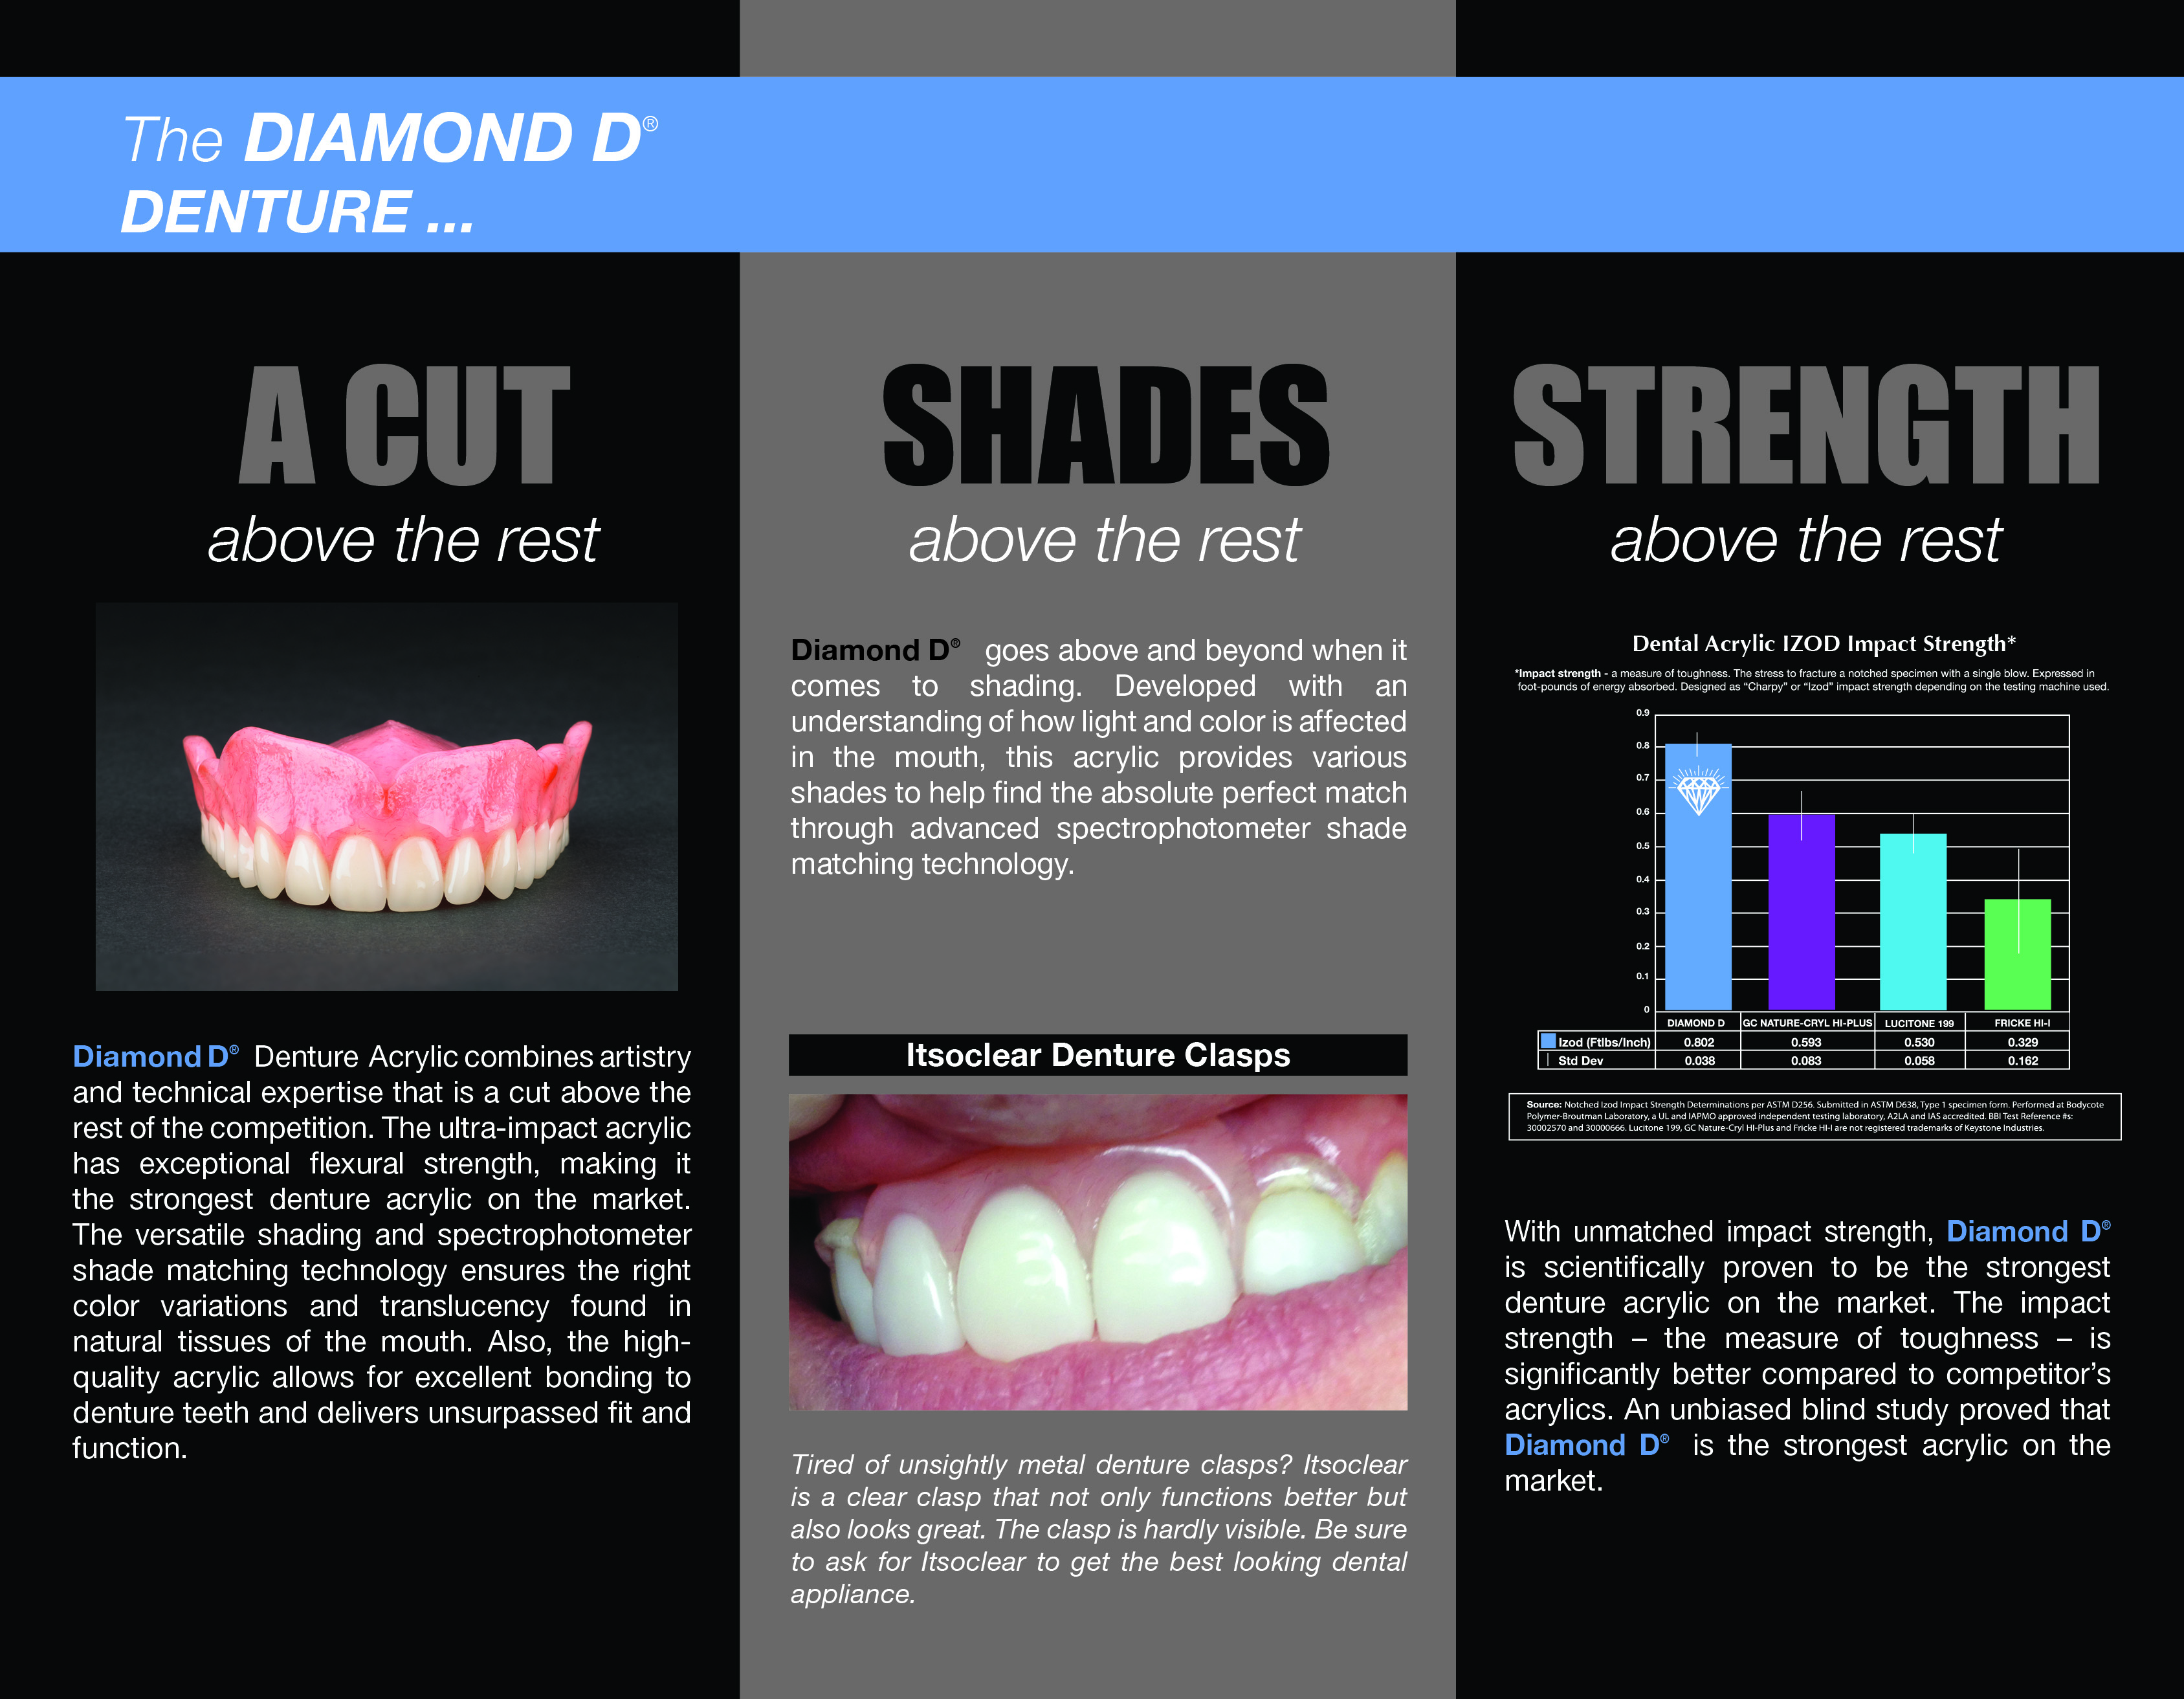 The DIAMOND D®
DENTURE ...
A CUT
above the rest
Diamond D® Denture Acrylic combines artistry
and technical expertise that is a cut above the
rest of the competition. The ultra-impact acrylic
has exceptional flexural strength, making it
the strongest denture acrylic on the market.
The versatile shading and spectrophotometer
shade matching technology ensures the right
color variations and translucency found in
natural tissues of the mouth. Also, the high-
quality acrylic allows for excellent bonding to
denture teeth and delivers unsurpassed fit and
function.
SHADES
above the rest
Diamond D® goes above and beyond when it
comes to shading. Developed with an
understanding of how light and color is affected
in the mouth, this acrylic provides various
shades to help find the absolute perfect match
through advanced spectrophotometer shade
matching technology.
Itsoclear Denture Clasps
Tired of unsightly metal denture clasps? Itsoclear
is a clear clasp that not only functions better but
also looks great. The clasp is hardly visible. Be sure
to ask for Itsoclear to get the best looking dental
appliance.
STRENGTH
above the rest
Dental Acrylic IZOD Impact Strength*
*Impact strength - a measure of toughness. The stress to fracture a notched specimen with a single blow. Expressed in
foot-pounds of energy absorbed. Designed as “Charpy” or “Izod” impact strength depending on the testing machine used.
0.9
0.8
0.7
0.6
0.5
0.4
0.3
0.2
0.1
0
DIAMOND D GC NATURE-CRYL HI-PLUS LUCITONE 199 FRICKE HI-I
Izod (Ftlbs/Inch) 0.802 0.593 0.530 0.329
Std Dev 0.038 0.083 0.058 0.162
Source: Notched Izod Impact Strength Determinations per ASTM D256. Submitted in ASTM D638, Type 1 specimen form. Performed at Bodycote
Polymer-Broutman Laboratory, a UL and IAPMO approved independent testing laboratory, A2LA and IAS accredited. BBI Test Reference #s:
30002570 and 30000666. Lucitone 199, GC Nature-Cryl HI-Plus and Fricke HI-I are not registered trademarks of Keystone Industries.
With unmatched impact strength, Diamond D®
is scientifically proven to be the strongest
denture acrylic on the market. The impact
strength – the measure of toughness – is
significantly better compared to competitor’s
acrylics. An unbiased blind study proved that
Diamond D® is the strongest acrylic on the
market.